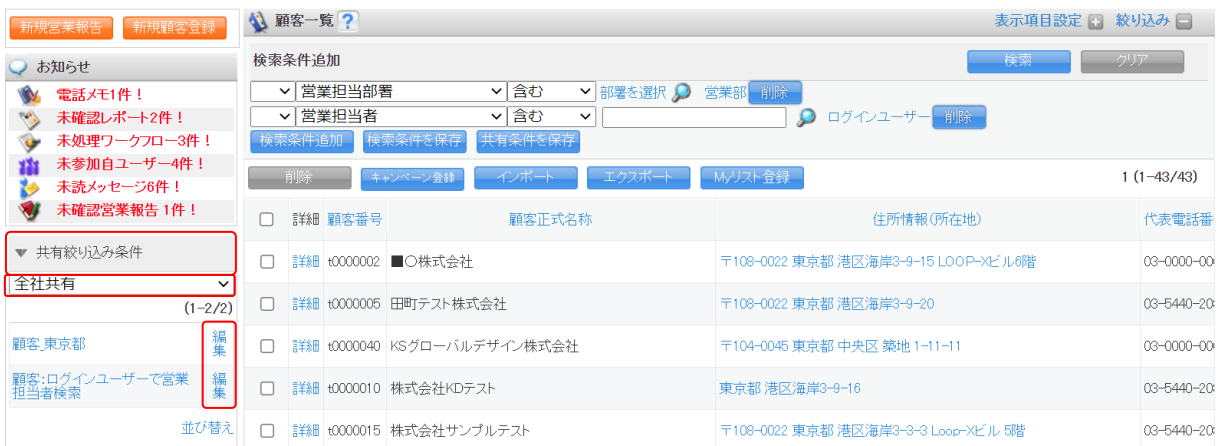 新規営業報告 新規顧客登録
お知らせ
電話メモ1件！
未確認レポート2件！
未処理ワークフロー3件！
未参加自ユーザー4件！
未読メッセージ6件！
未確認営業報告 1件！
▼ 共有絞り込み条件
全社共有
(1-2/2)
顧客_東京都 編集
顧客:ログインユーザーで営業担当者検索 編集
並び替え
顧客一覧 ? 表示項目設定 + 絞り込み -
検索条件追加 検索 クリア
営業担当部署 含む 部署を選択 営業部 削除
営業担当者 含む ログインユーザー 削除
検索条件追加 検索条件を保存 共有条件を保存
削除 キャンペーン登録 インポート エクスポート Myリスト登録 1 (1-43/43)
詳細 顧客番号 顧客正式名称 住所情報(所在地) 代表電話番
詳細 t0000002 ■○株式会社 〒108-0022 東京都 港区海岸3-9-15 LOOP-Xビル6階 03-0000-00
詳細 t0000005 田町テスト株式会社 〒108-0022 東京都 港区海岸3-9-20 03-5440-20
詳細 t0000040 KSグローバルデザイン株式会社 〒104-0045 東京都 中央区 築地 1-11-11 03-0000-00
詳細 t0000010 株式会社KDテスト 東京都 港区海岸3-9-16 03-5440-20
詳細 t0000015 株式会社サンプルテスト 〒108-0022 東京都 港区海岸3-3-3 Loop-Xビル 5階 03-5440-20